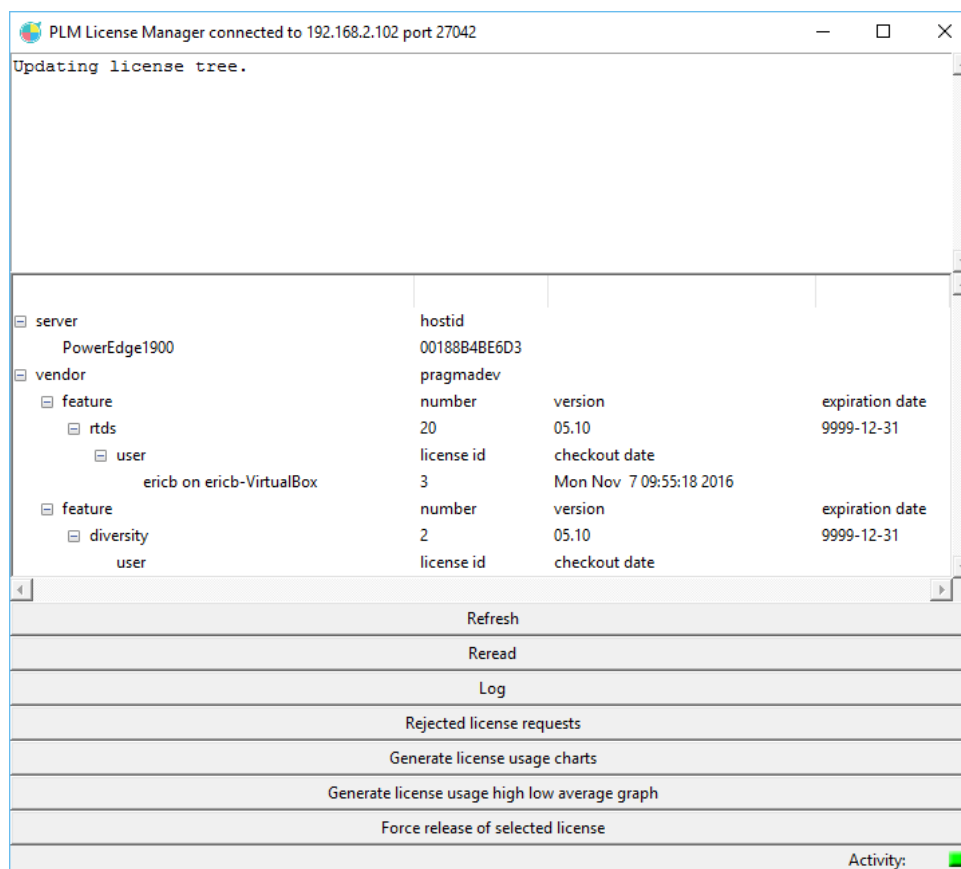 PLM License Manager connected to 192.168.2.102 port 27042
Updating license tree.
server hostid
PowerEdge1900 00188B4BE6D3
vendor pragmadev
feature number version expiration date
rtds 20 05.10 9999-12-31
user license id checkout date
ericb on ericb-VirtualBox 3 Mon Nov  7 09:55:18 2016
feature number version expiration date
diversity 2 05.10 9999-12-31
user license id checkout date
Refresh
Reread
Log
Rejected license requests
Generate license usage charts
Generate license usage high low average graph
Force release of selected license
Activity: